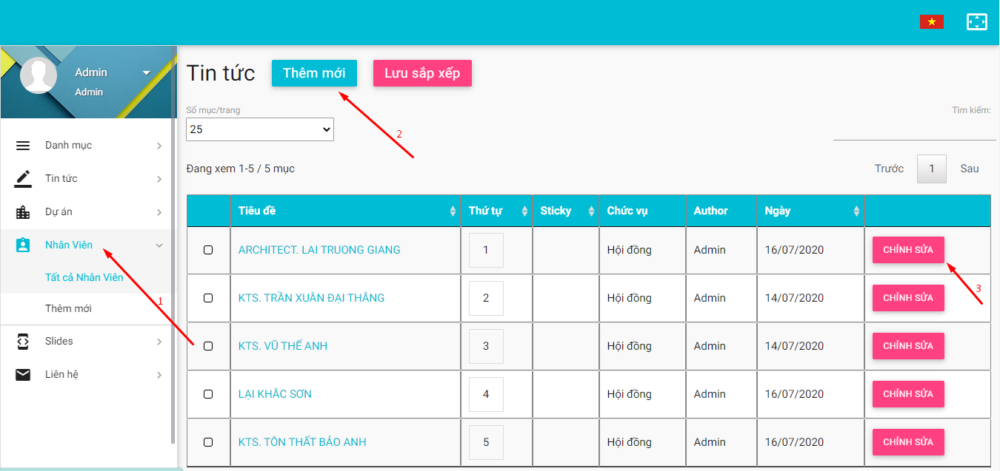 Admin
Admin
Danh mục
Tin tức
Dự án
Nhân Viên
Tất cả Nhân Viên
1
Thêm mới
Slides
Liên hệ
Tin tức Thêm mới Lưu sắp xếp
2
Số mục/trang Tìm kiếm:
25
Đang xem 1-5 / 5 mục Trước 1 Sau
Tiêu đề Thứ tự Sticky Chức vụ Author Ngày
ARCHITECT. LAI TRUONG GIANG 1 Hội đồng Admin 16/07/2020 CHỈNH SỬA
3
KTS. TRẦN XUÂN ĐẠI THẮNG 2 Hội đồng Admin 14/07/2020 CHỈNH SỬA
KTS. VŨ THẾ ANH 3 Hội đồng Admin 14/07/2020 CHỈNH SỬA
LẠI KHẮC SƠN 4 Hội đồng Admin 16/07/2020 CHỈNH SỬA
KTS. TÔN THẤT BẢO ANH 5 Hội đồng Admin 16/07/2020 CHỈNH SỬA